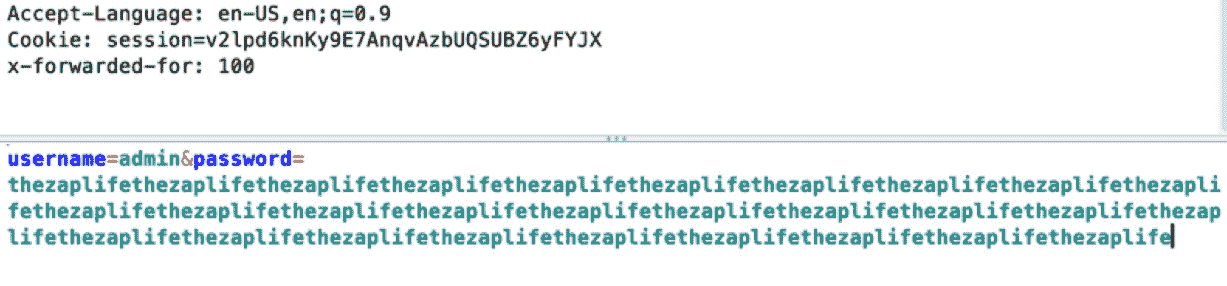 Accept-Language: en-US,en;q=0.9
Cookie: session=v2lpd6knKy9E7AnqvAzbUQSUBZ6yFYJX
x-forwarded-for: 100
username=admin&password=
thezaplifethezaplifethezaplifethezaplifethezaplifethezaplifethezaplifethezaplifethezaplifethezapli
fethezaplifethezaplifethezaplifethezaplifethezaplifethezaplifethezaplifethezaplifethezaplifethezap
lifethezaplifethezaplifethezaplifethezaplifethezaplifethezaplifethezaplifethezaplifethezaplife